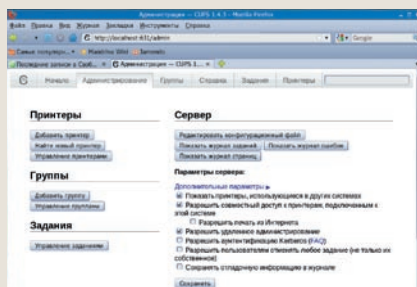 Администрирование — CUPS 1.4.3 - Mozilla Firefox
Файл Правка Вид Журнал Закладки Инструменты Справка
http://localhost:631/admin
Google
Самые популярн... Mandriva Wiki
Последние записи в Своб... Администрирование — CUPS 1....
Начало Администрирование Группы Справка Задания Принтеры
Принтеры
Добавить принтер
Найти новый принтер
Управление принтерами
Группы
Добавить группу
Управление группами
Задания
Управление заданиями
Сервер
Редактировать конфигурационный файл
Показать журнал заданий Показать журнал ошибок
Показать журнал страниц
Параметры сервера:
Дополнительные параметры
Показать принтеры, использующиеся в других системах
Разрешить совместный доступ к принтерам, подключенным к
этой системе
Разрешить печать из Интернета
Разрешить удаленное администрирование
Разрешить аутентификацию Kerberos (FAQ)
Разрешить пользователям отменять любое задание (не только их
собственное)
Сохранять отладочную информацию в журнале
Сохранить